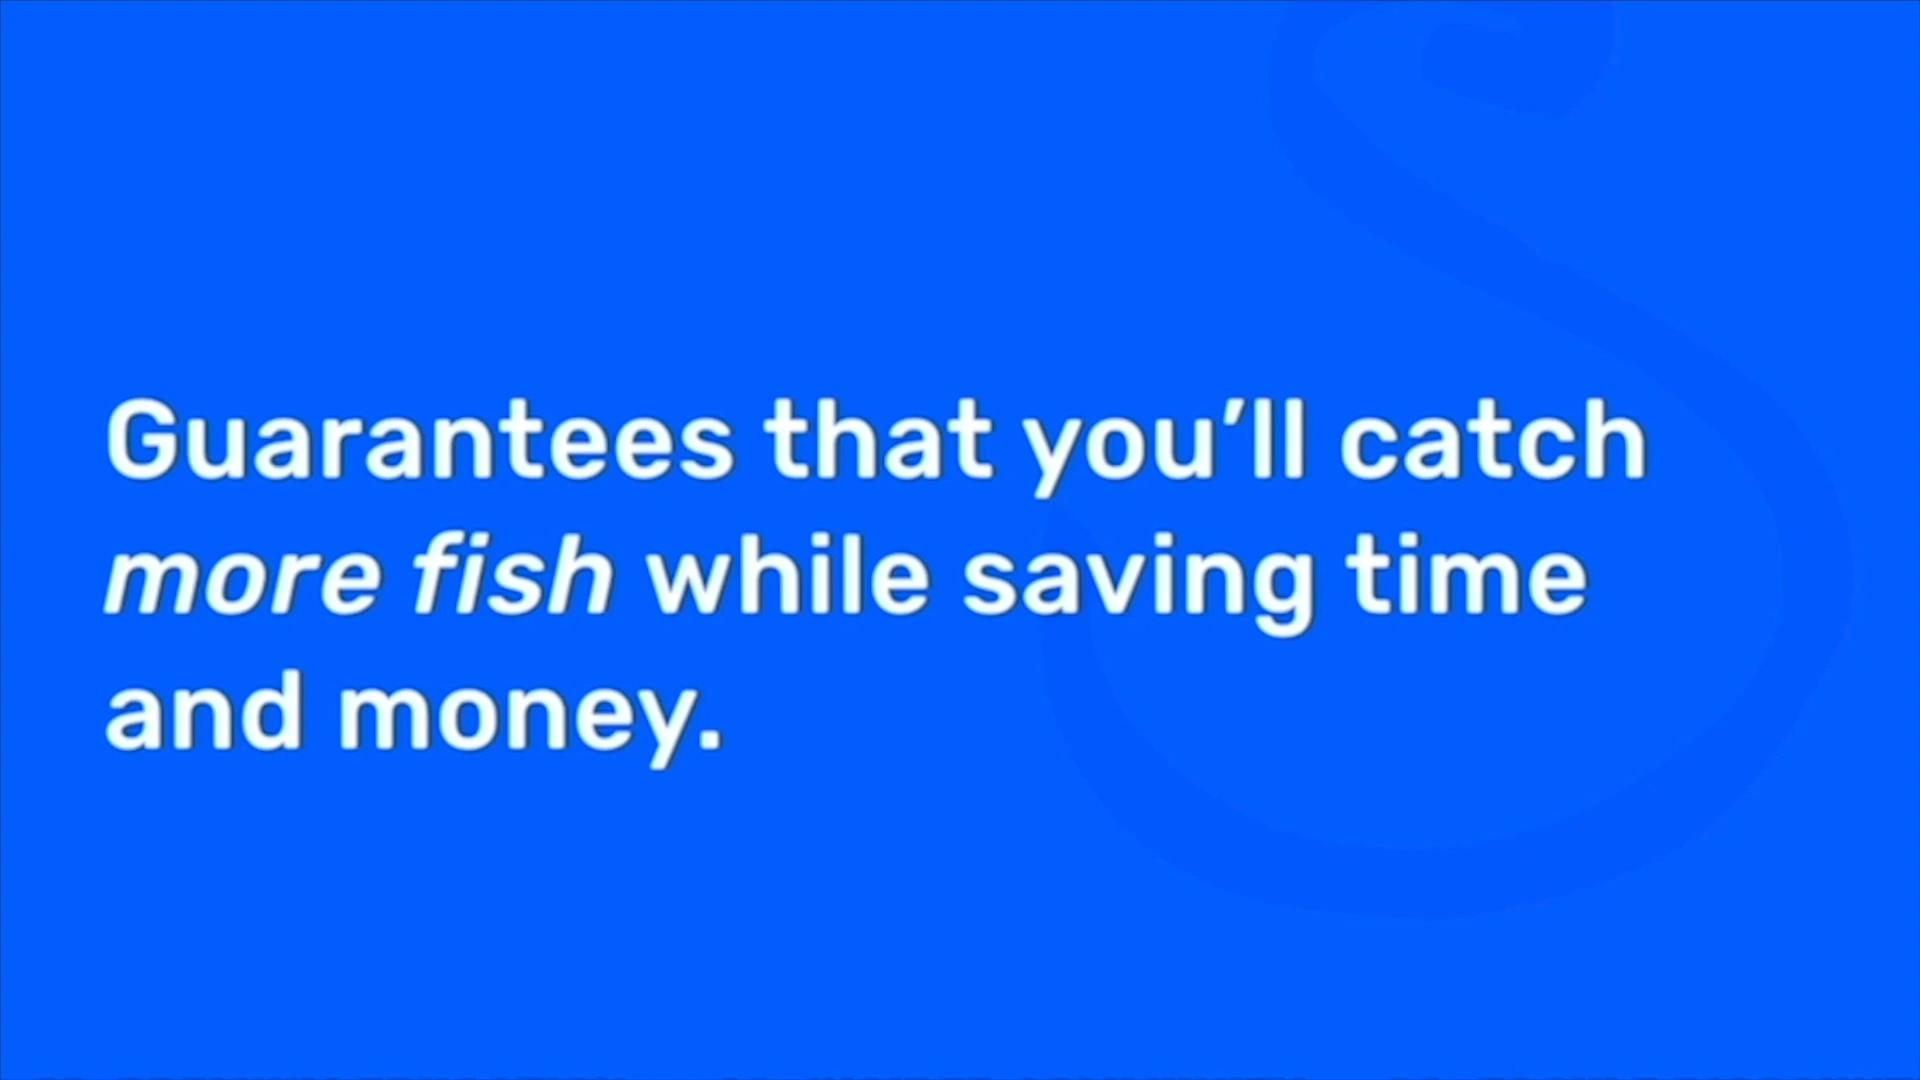 Guarantees that you’ll catch
more fish while saving time
and money.